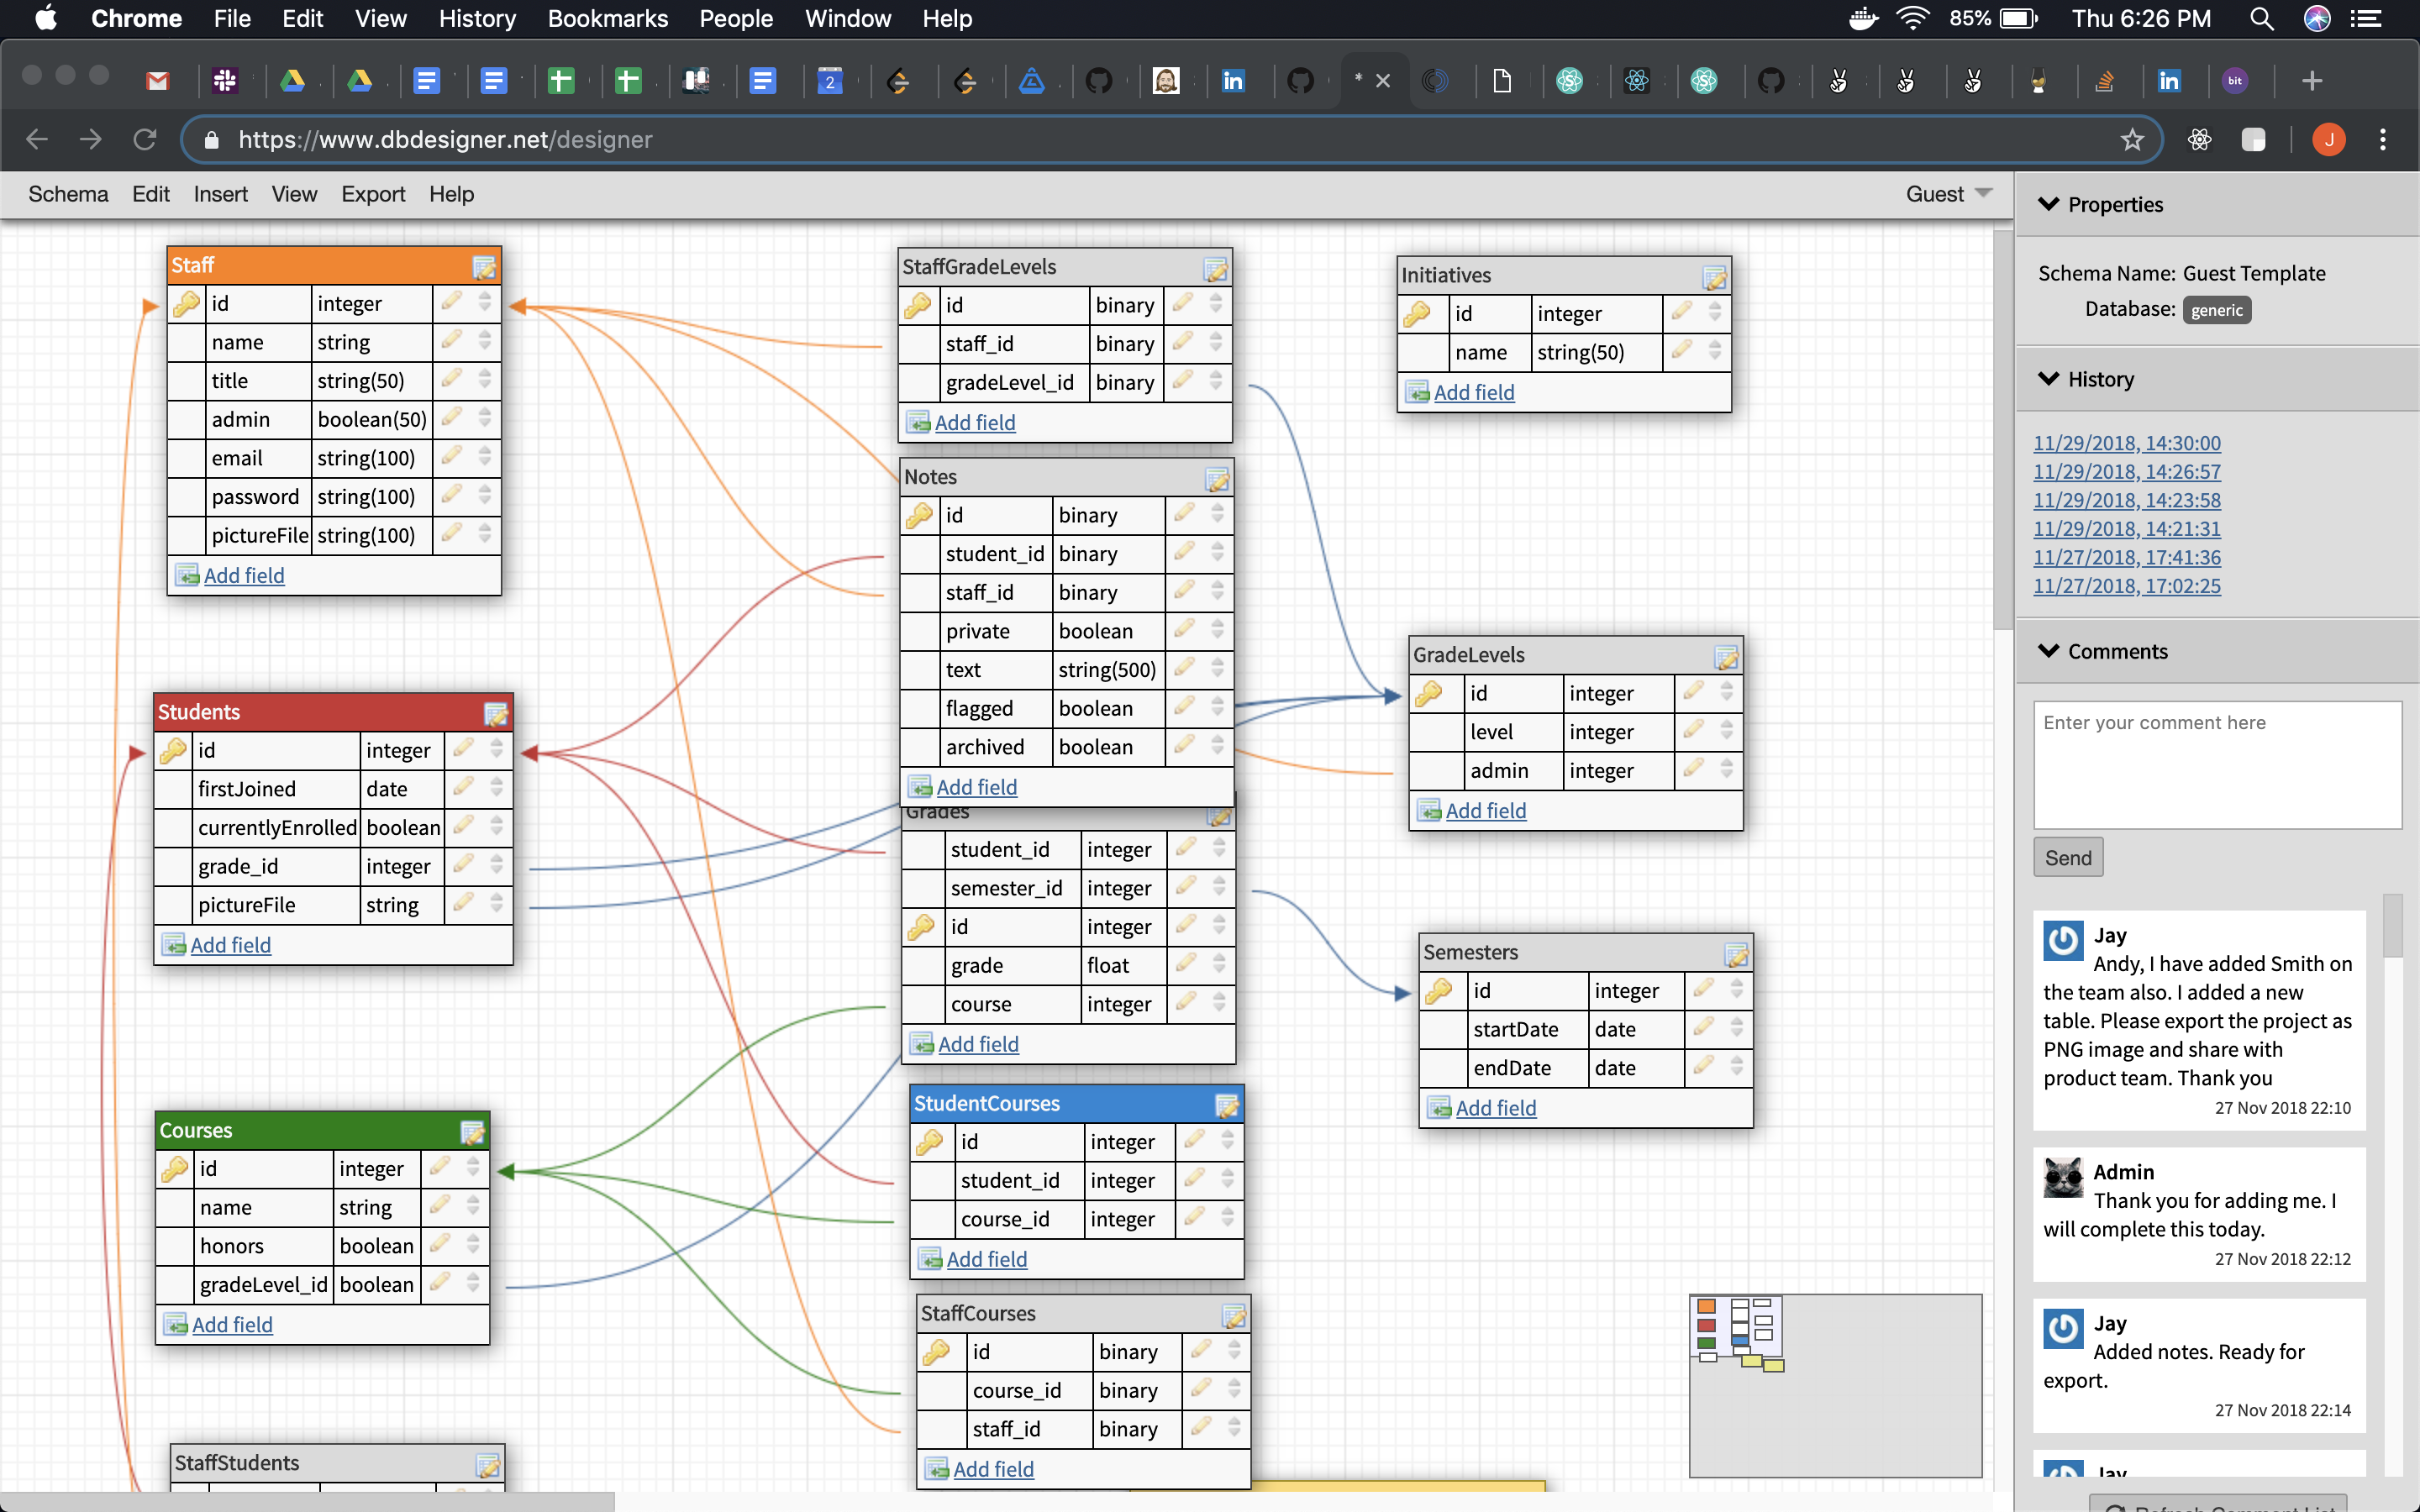 Chrome File Edit View History Bookmarks People Window Help 85% Thu 6:26 PM
2 * bit
https://www.dbdesigner.net/designer J
Schema Edit Insert View Export Help Guest
Staff
id integer
name string
title string(50)
admin boolean(50)
email string(100)
password string(100)
pictureFile string(100)
Add field
Students
id integer
firstJoined date
currentlyEnrolled boolean
grade_id integer
pictureFile string
Add field
Courses
id integer
name string
honors boolean
gradeLevel_id boolean
Add field
StaffStudents
StaffGradeLevels
id binary
staff_id binary
gradeLevel_id binary
Add field
Notes
id binary
student_id binary
staff_id binary
private boolean
text string(500)
flagged boolean
archived boolean
Add field
Grades
student_id integer
semester_id integer
id integer
grade float
course integer
Add field
StudentCourses
id integer
student_id integer
course_id integer
Add field
StaffCourses
id binary
course_id binary
staff_id binary
Add field
Initiatives
id integer
name string(50)
Add field
GradeLevels
id integer
level integer
admin integer
Add field
Semesters
id integer
startDate date
endDate date
Add field
Properties
Schema Name: Guest Template
Database: generic
History
11/29/2018, 14:30:00
11/29/2018, 14:26:57
11/29/2018, 14:23:58
11/29/2018, 14:21:31
11/27/2018, 17:41:36
11/27/2018, 17:02:25
Comments
Enter your comment here
Send
Jay
Andy, I have added Smith on
the team also. I added a new
table. Please export the project as
PNG image and share with
product team. Thank you
27 Nov 2018 22:10
Admin
Thank you for adding me. I
will complete this today.
27 Nov 2018 22:12
Jay
Added notes. Ready for
export.
27 Nov 2018 22:14
Jay
Refresh Comment List